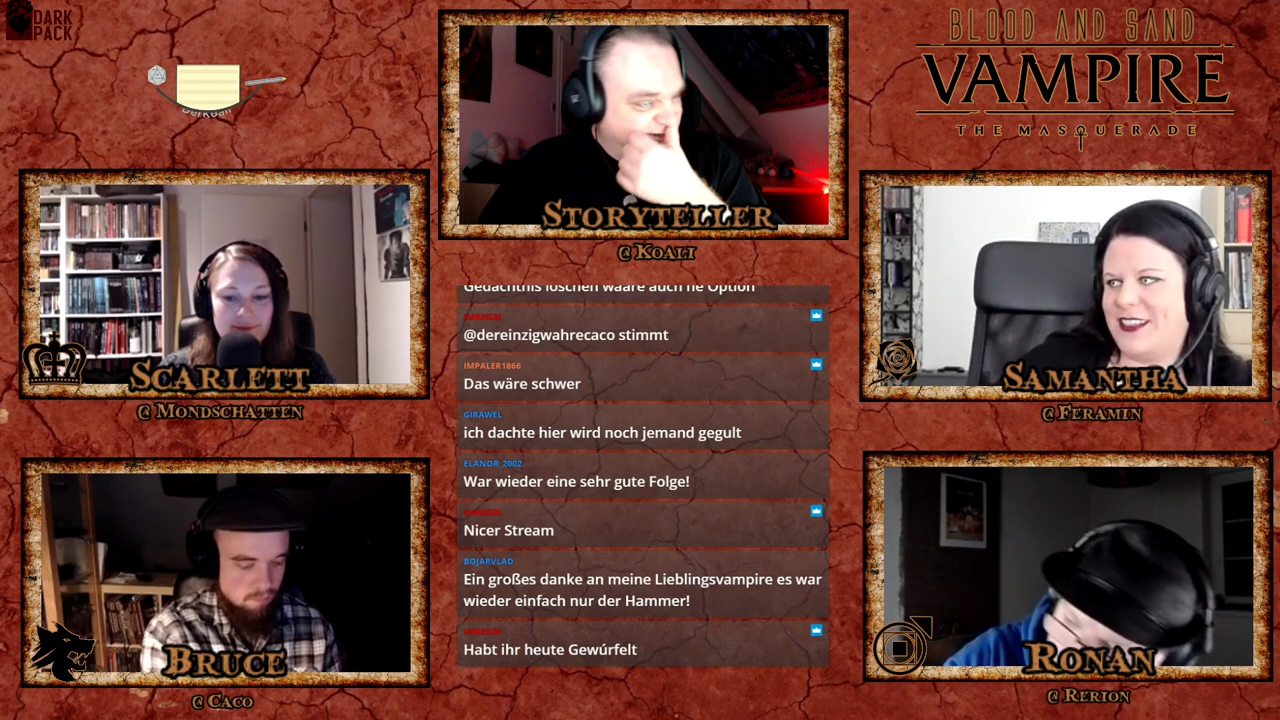 DARK
PACK
DerKoali
BLOOD AND SAND
VAMPIRE
THE MASQUERADE
STORYTELLER
@ KOALI
SCARLETT
@ MONDSCHATTEN
SAMANTHA
@ FERAMIN
Gedächtnis löschen wääre auch ne Option
@dereinzigwahrecaco stimmt
IMPALER1866
Das wäre schwer
GIRAWEL
ich dachte hier wird noch jemand gegult
ELANOR_2002
War wieder eine sehr gute Folge!
Nicer Stream
BOJARVLAD
Ein großes danke an meine Lieblingsvampire es war
wieder einfach nur der Hammer!
Habt ihr heute Gewúrfelt
BRUCE
@ CACO
RONAN
@ RERION